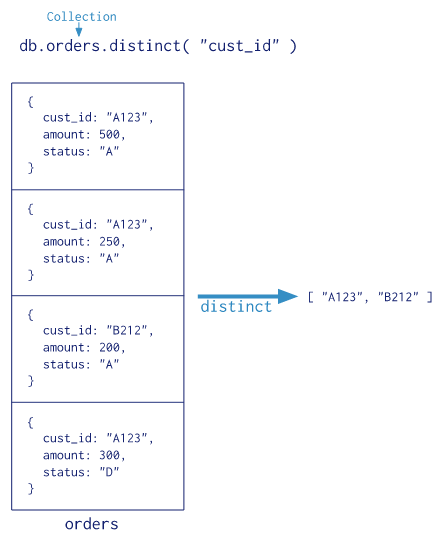 Collection
db.orders.distinct( "cust_id" )
{
cust_id: "A123",
amount: 500,
status: "A"
}
{
cust_id: "A123",
amount: 250,
status: "A"
}
{
cust_id: "B212",
amount: 200,
status: "A"
}
{
cust_id: "A123",
amount: 300,
status: "D"
}
orders
distinct
[ "A123", "B212" ]